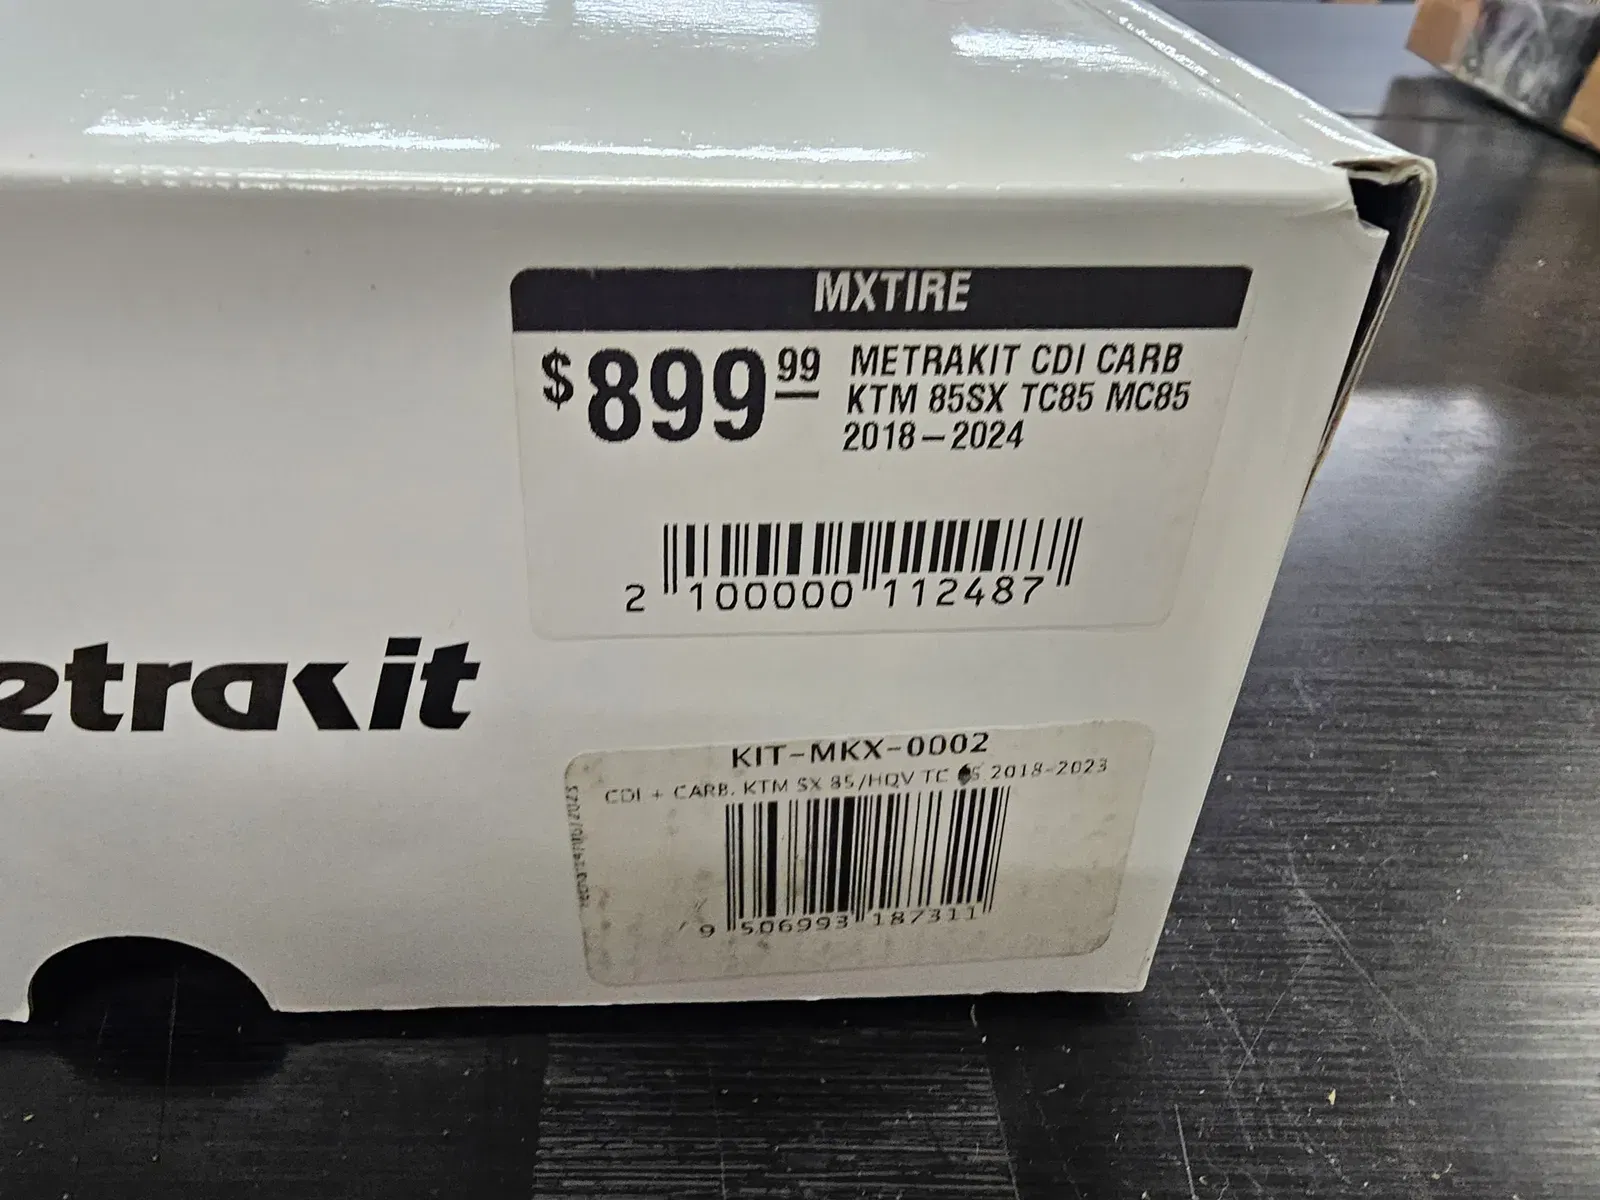 MXTIRE
$899.99 METRAKIT CDI CARB
KTM 85SX TC85 MC85
2018-2024
2 100000 112487
etrakit
KIT-MKX-0002
CDI + CARB. KTM SX 85/HQV TC 2018-2023
9 506993 187311